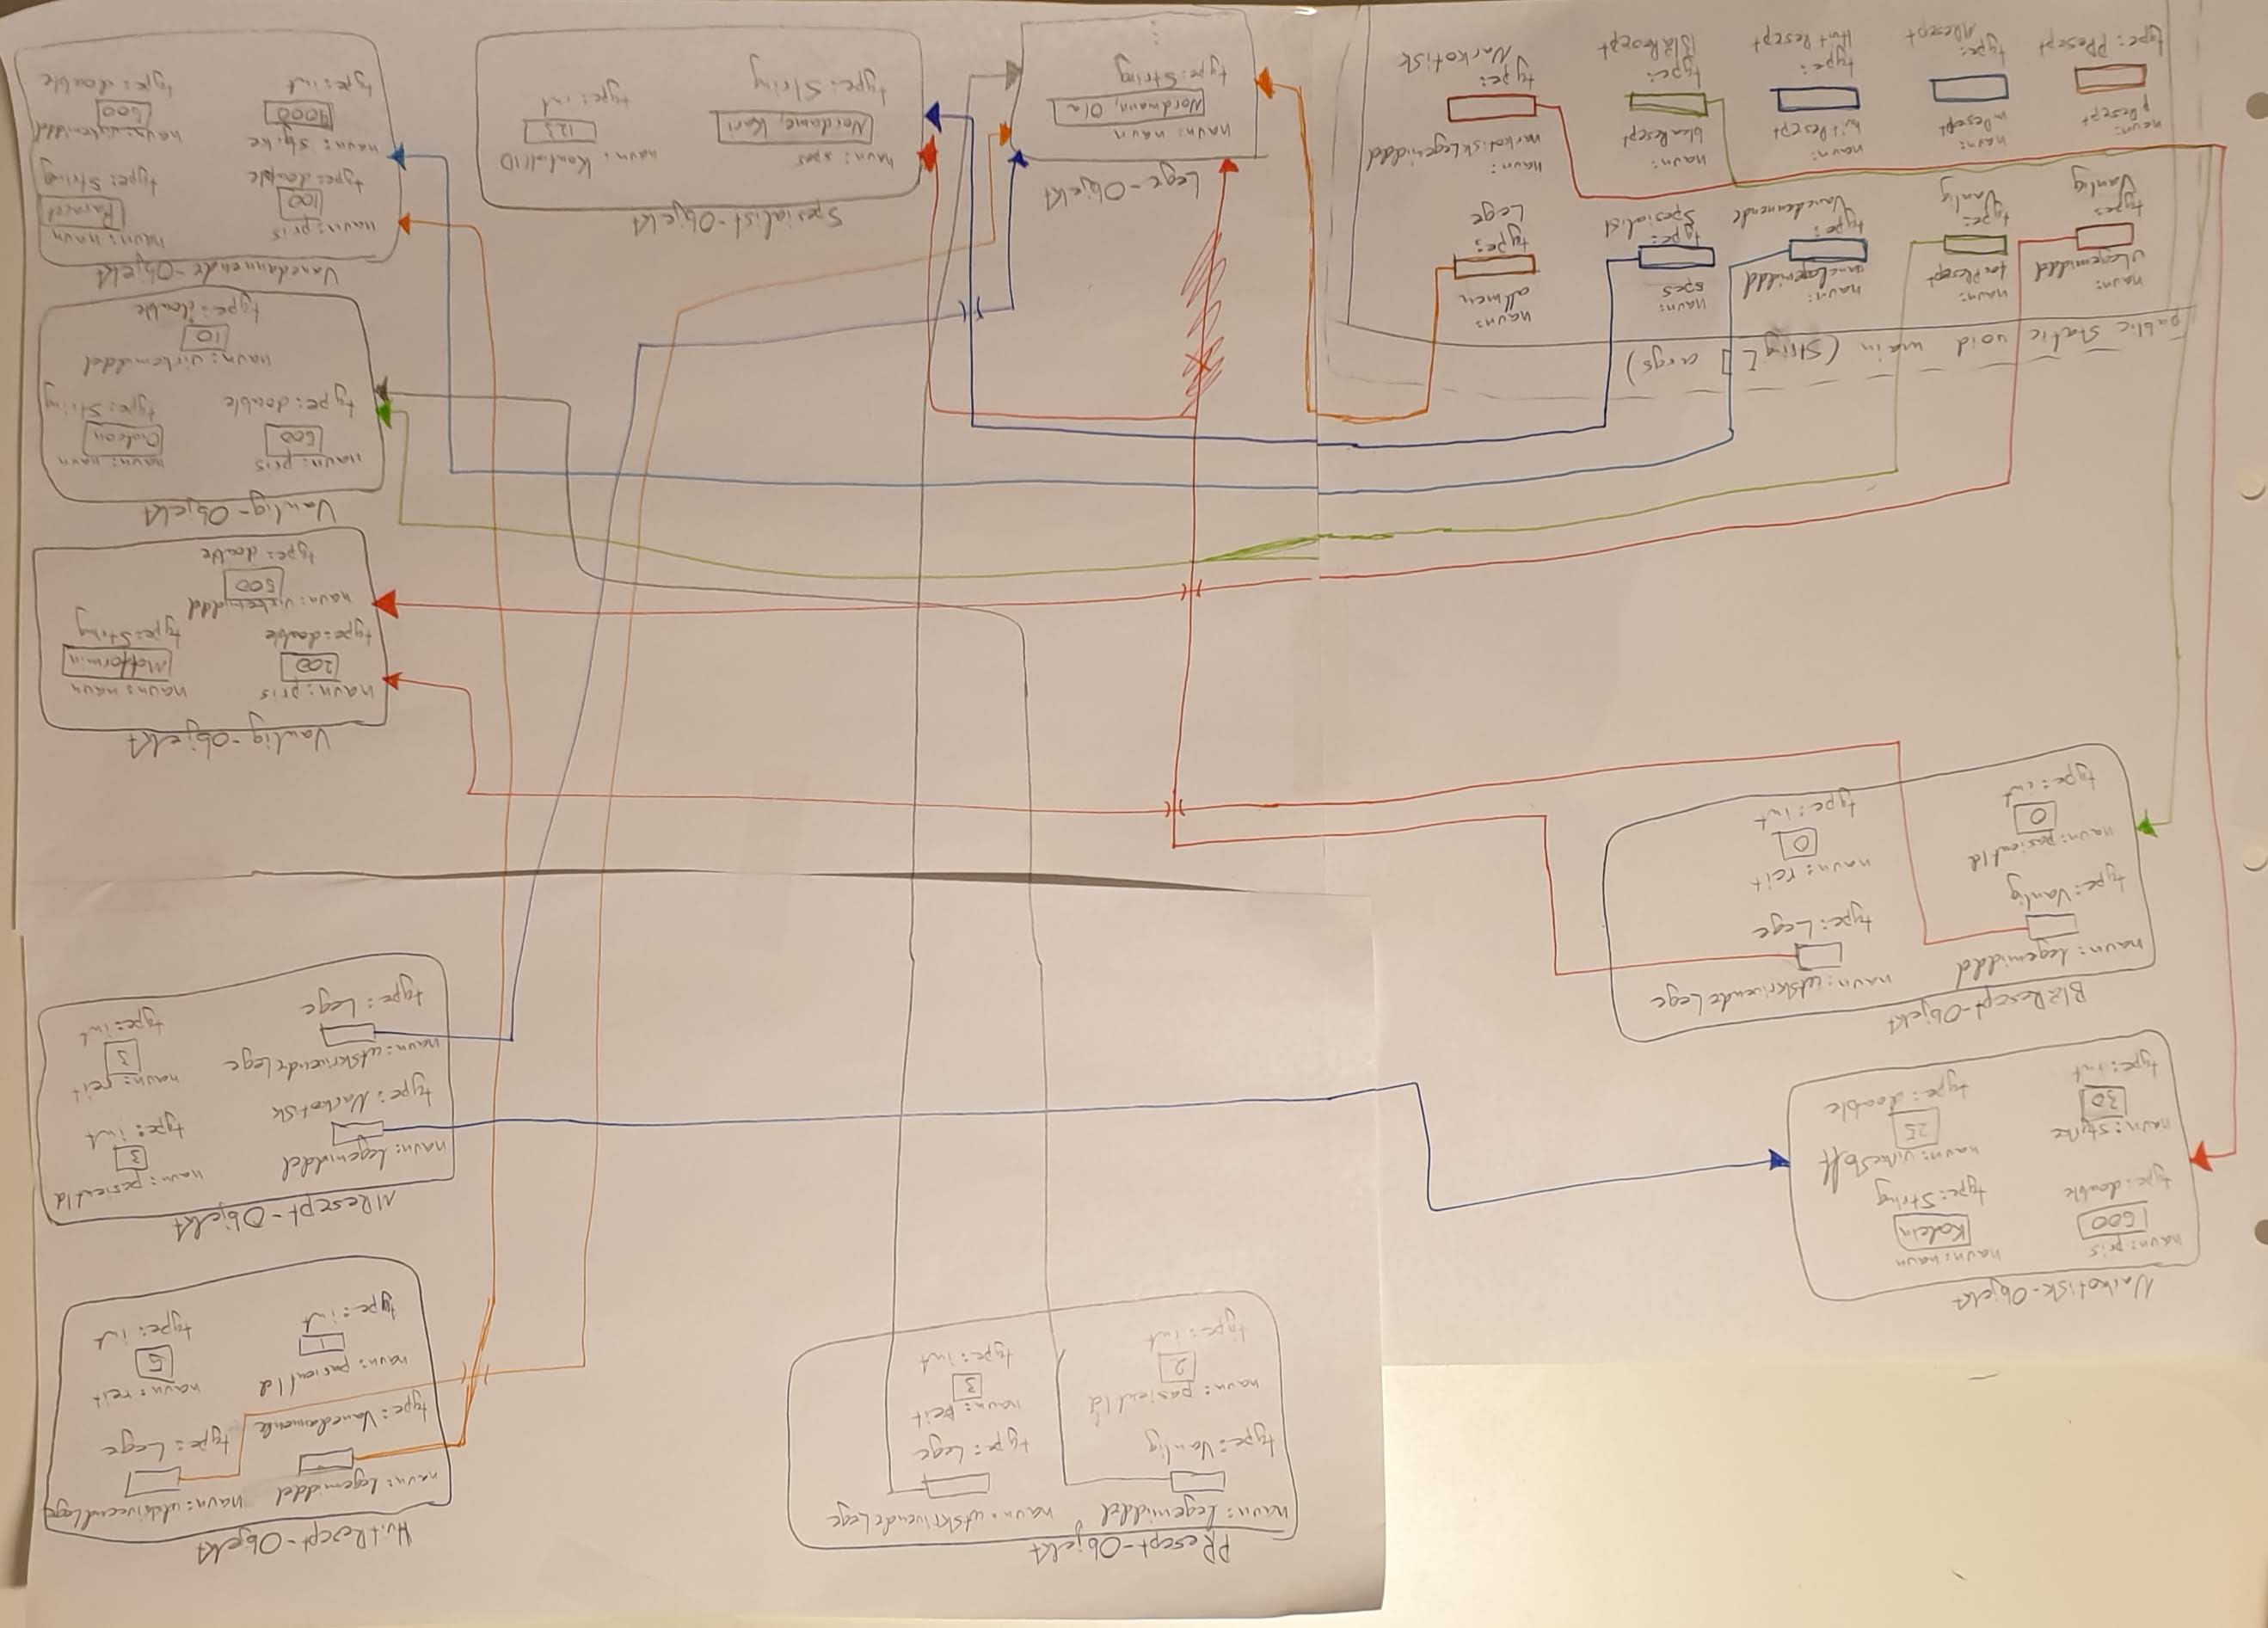 PResept-Objekt
navn: legemiddel
navn: utskrivendeLege
type: Vanlig
type: Lege
navn: pasientId
2
type: int
navn: reit
3
type: int
HvitResept-Objekt
navn: legemiddel
navn: utskriveendLege
type: Vanedannende
type: Lege
navn: pasientId
1
type: int
navn: reit
5
type: int
MResept-Objekt
navn: legemiddel
type: Narkotisk
navn: pasientId
3
type: int
navn: utskrivendeLege
type: Lege
navn: reit
3
type: int
Narkotisk-Objekt
navn: pris
600
type: double
navn: navn
Kodein
type: String
navn: styrke
30
type: int
navn: virkestoff
25
type: double
BlåResept-Objekt
navn: legemiddel
navn: utskrivendeLege
type: Vanlig
type: Lege
navn: pasientId
0
type: int
navn: reit
0
type: int
Vanlig-Objekt
navn: pris
200
type: double
navn: navn
Metformin
type: String
navn: virkemiddel
500
type: double
Vanlig-Objekt
navn: pris
type: double
navn: navn
type: String
navn: virkemiddel
10
type: double
Vanedannende-Objekt
navn: pris
100
type: double
navn: navn
Paracet
type: String
navn: styrke
type: int
navn: virkemiddel
type: double
public static void main (String[] args)
navn:
vLegemiddel
type:
Vanlig
navn:
forPResept
type:
Vanlig
navn:
type:
Vanedannende
navn:
spes
type:
Spesialist
navn:
allmen
type:
Lege
navn:
pResept
type: PResept
navn:
mResept
type:
MResept
navn:
hvitResept
type:
HvitResept
navn:
blaaResept
type:
BlåResept
navn:
narkotiskLegemiddel
type:
Narkotisk
Lege-Objekt
navn: navn
Nordmann, Ola
type: String
Spesialist-Objekt
navn: spes
Nordmann, Kari
type: String
navn: KontrollID
123
type: int